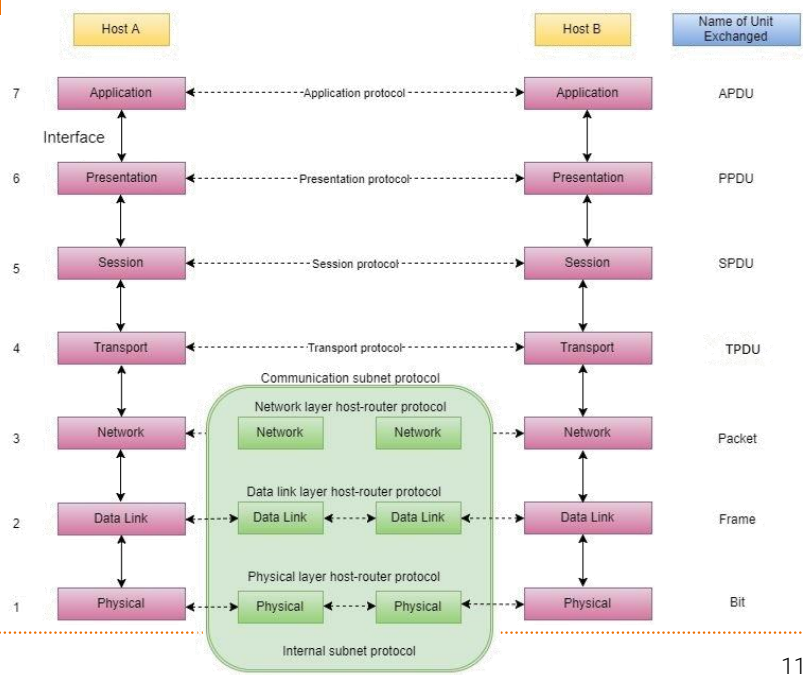 Host A
Host B
Name of Unit
Exchanged
7
Application
Application protocol
Application
APDU
Interface
6
Presentation
Presentation protocol
Presentation
PPDU
5
Session
Session protocol
Session
SPDU
4
Transport
Transport protocol
Transport
TPDU
Communication subnet protocol
Network layer host-router protocol
3
Network
Network
Network
Network
Packet
Data link layer host-router protocol
2
Data Link
Data Link
Data Link
Data Link
Frame
Physical layer host-router protocol
1
Physical
Physical
Physical
Physical
Bit
Internal subnet protocol
11